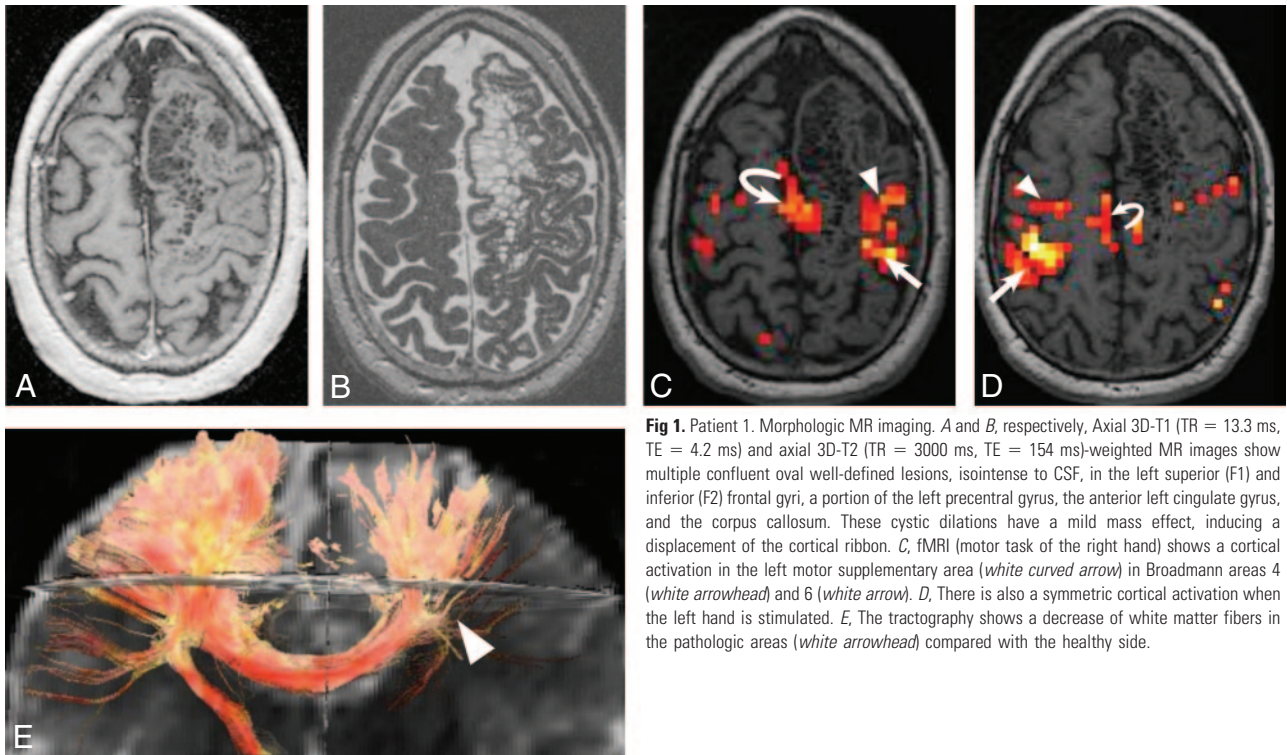 A
B
C
D
E
Fig 1. Patient 1. Morphologic MR imaging. A and B, respectively, Axial 3D-T1 (TR = 13.3 ms,
TE = 4.2 ms) and axial 3D-T2 (TR = 3000 ms, TE = 154 ms)-weighted MR images show
multiple confluent oval well-defined lesions, isointense to CSF, in the left superior (F1) and
inferior (F2) frontal gyri, a portion of the left precentral gyrus, the anterior left cingulate gyrus,
and the corpus callosum. These cystic dilations have a mild mass effect, inducing a
displacement of the cortical ribbon. C, fMRI (motor task of the right hand) shows a cortical
activation in the left motor supplementary area (white curved arrow) in Broadmann areas 4
(white arrowhead) and 6 (white arrow). D, There is also a symmetric cortical activation when
the left hand is stimulated. E, The tractography shows a decrease of white matter fibers in
the pathologic areas (white arrowhead) compared with the healthy side.